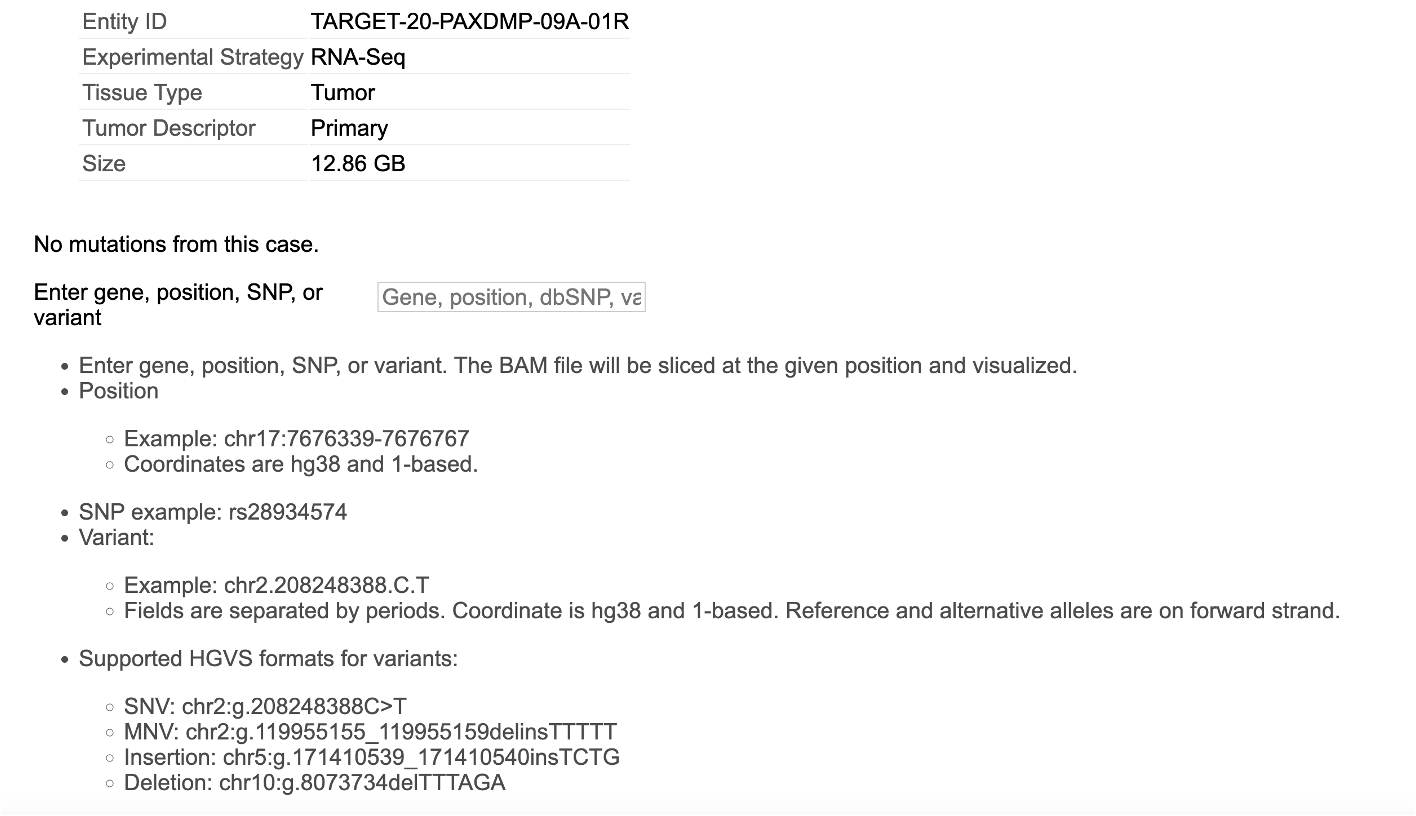 Entity ID TARGET-20-PAXDMP-09A-01R
Experimental Strategy RNA-Seq
Tissue Type Tumor
Tumor Descriptor Primary
Size 12.86 GB
No mutations from this case.
Enter gene, position, SNP, or
variant
Gene, position, dbSNP, va
• Enter gene, position, SNP, or variant. The BAM file will be sliced at the given position and visualized.
• Position
◦ Example: chr17:7676339-7676767
◦ Coordinates are hg38 and 1-based.
• SNP example: rs28934574
• Variant:
◦ Example: chr2.208248388.C.T
◦ Fields are separated by periods. Coordinate is hg38 and 1-based. Reference and alternative alleles are on forward strand.
• Supported HGVS formats for variants:
◦ SNV: chr2:g.208248388C>T
◦ MNV: chr2:g.119955155_119955159delinsTTTTT
◦ Insertion: chr5:g.171410539_171410540insTCTG
◦ Deletion: chr10:g.8073734delTTTAGA